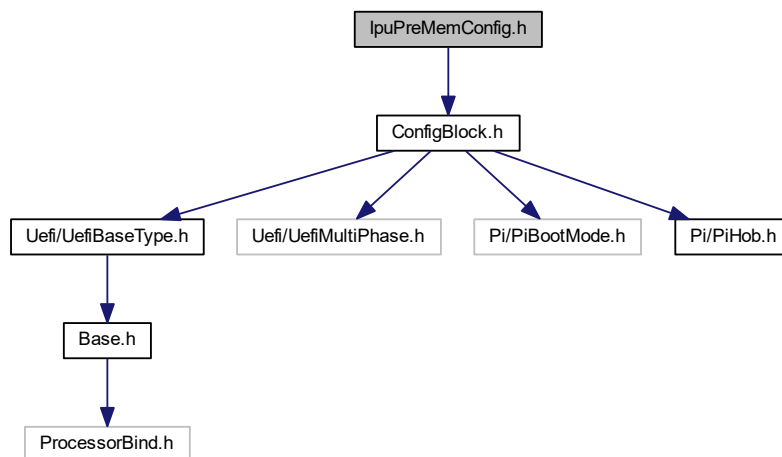 IpuPreMemConfig.h
ConfigBlock.h
Uefi/UefiBaseType.h
Uefi/UefiMultiPhase.h
Pi/PiBootMode.h
Pi/PiHob.h
Base.h
ProcessorBind.h